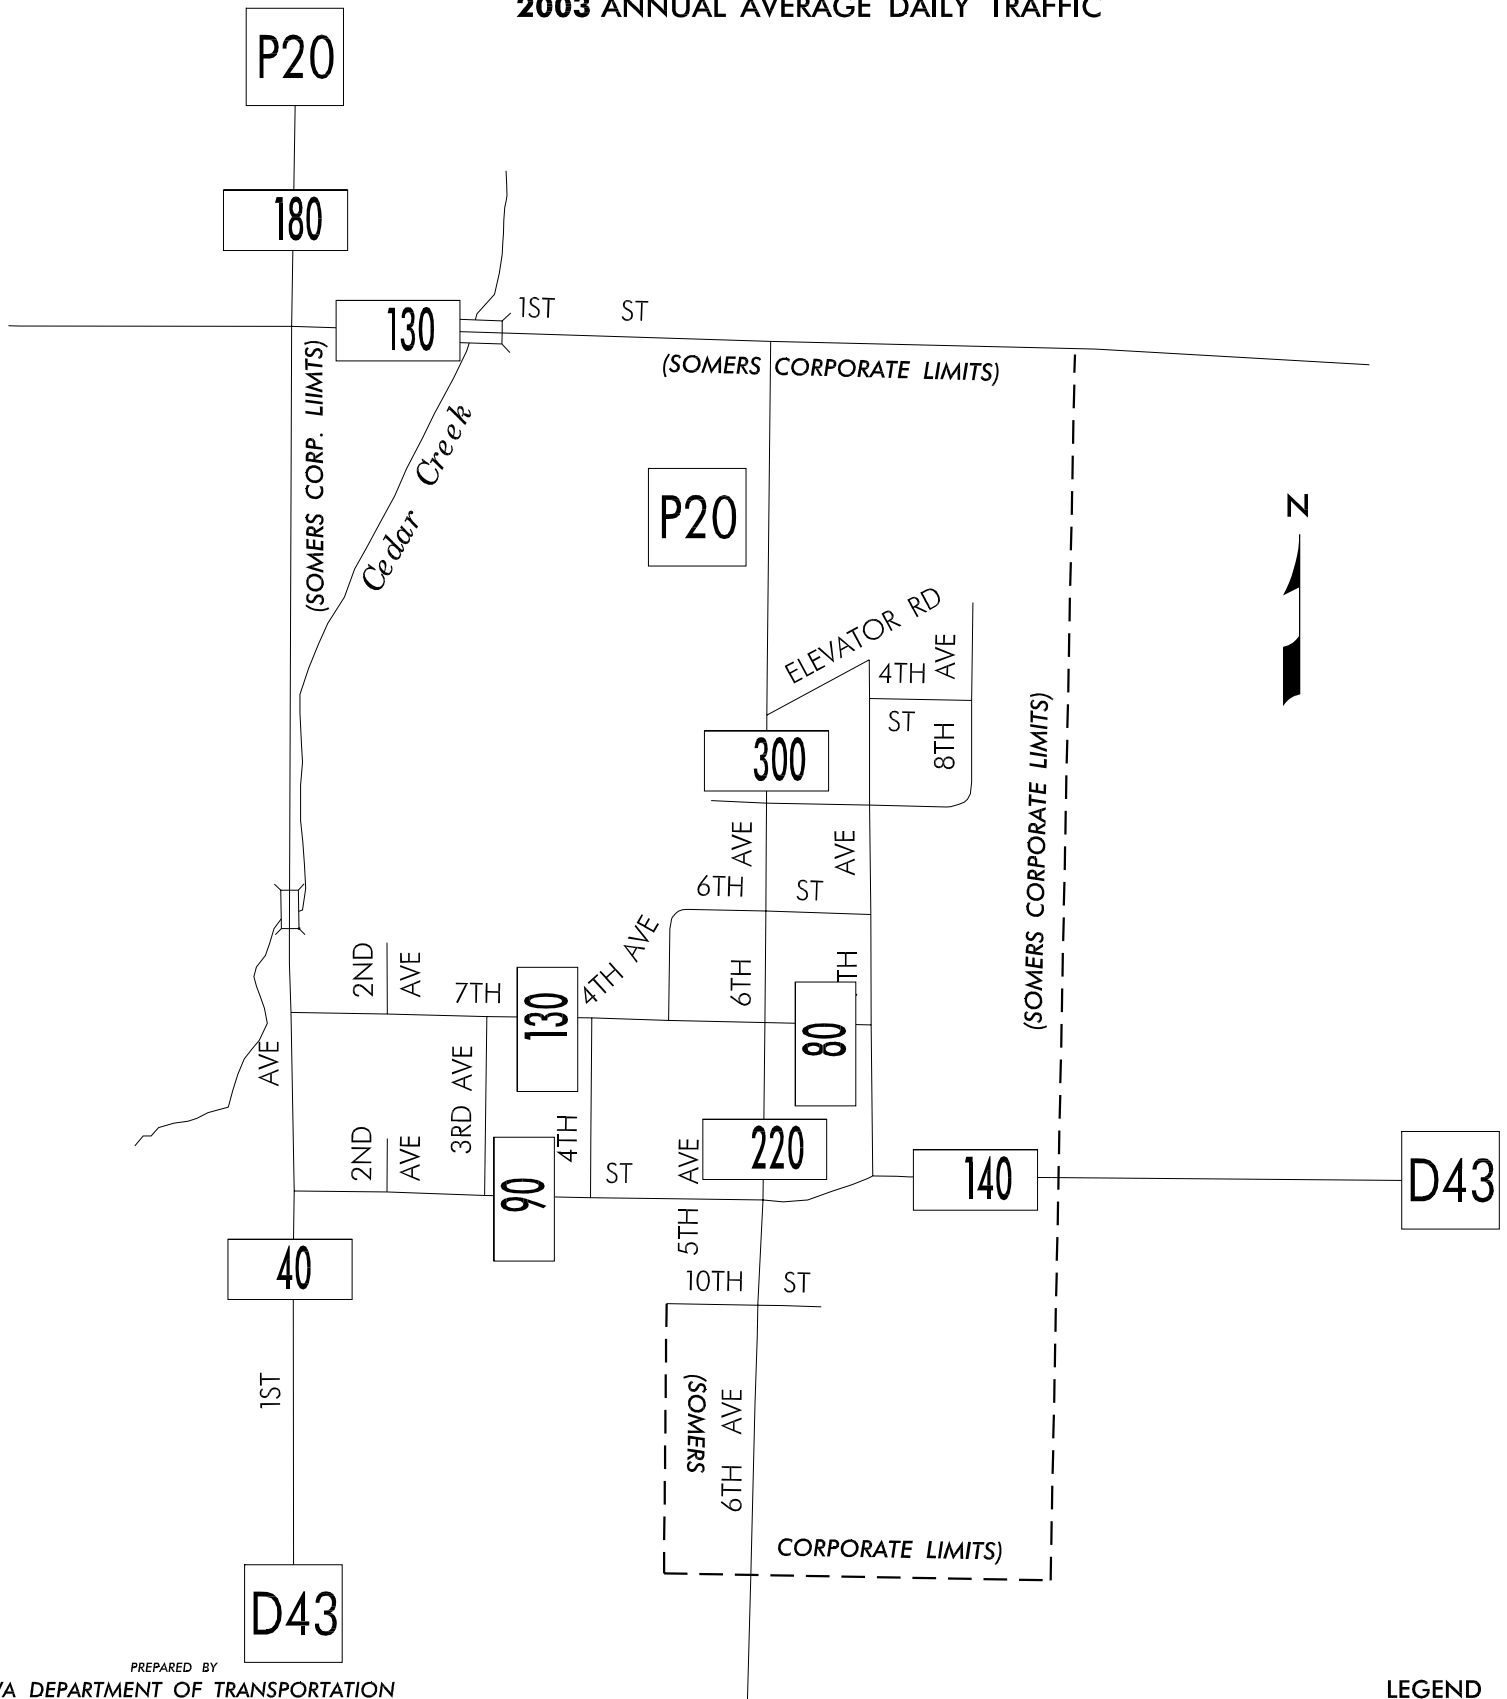 2003 ANNUAL AVERAGE DAILY TRAFFIC
P20
180
130
1ST ST
(SOMERS CORPORATE LIMITS)
(SOMERS CORP. LIIMTS)
Cedar Creek
P20
N
ELEVATOR RD
4TH
ST
AVE
8TH
300
(SOMERS CORPORATE LIMITS)
AVE
AVE
6TH ST
4TH AVE
2ND
AVE
7TH
130
6TH
TH
80
AVE
3RD AVE
2ND
AVE
4TH
90
ST
AVE
220
140
D43
5TH
40
10TH ST
1ST
(SOMERS
6TH AVE
CORPORATE LIMITS)
D43
PREPARED BY
DEPARTMENT OF TRANSPORTATION
LEGEND